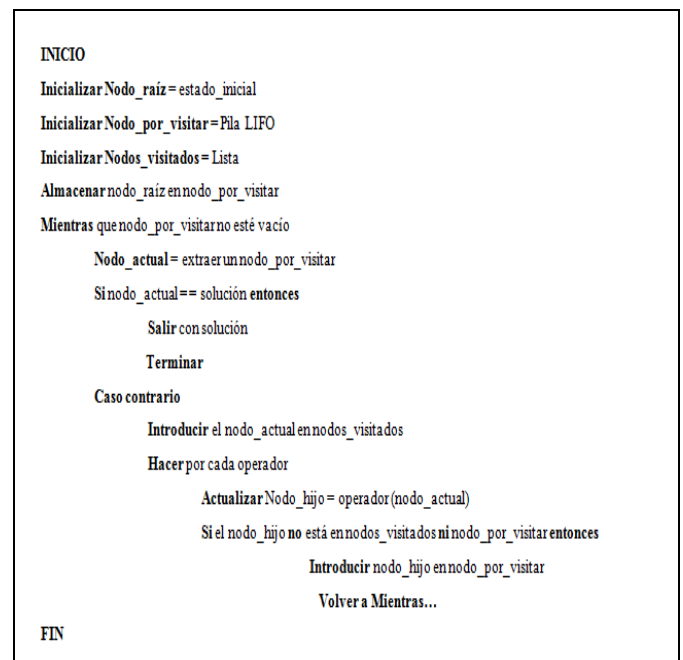 INICIO
Inicializar Nodo_raíz = estado_inicial
Inicializar Nodo_por_visitar = Pila LIFO
Inicializar Nodos_visitados = Lista
Almacenar nodo_raíz en nodo_por_visitar
Mientras que nodo_por_visitar no esté vacío
Nodo_actual = extraer un nodo_por_visitar
Si nodo_actual == solución entonces
Salir con solución
Terminar
Caso contrario
Introducir el nodo_actual en nodos_visitados
Hacer por cada operador
Actualizar Nodo_hijo = operador (nodo_actual)
Si el nodo_hijo no está en nodos_visitados ni nodo_por_visitar entonces
Introducir nodo_hijo en nodo_por_visitar
Volver a Mientras...
FIN